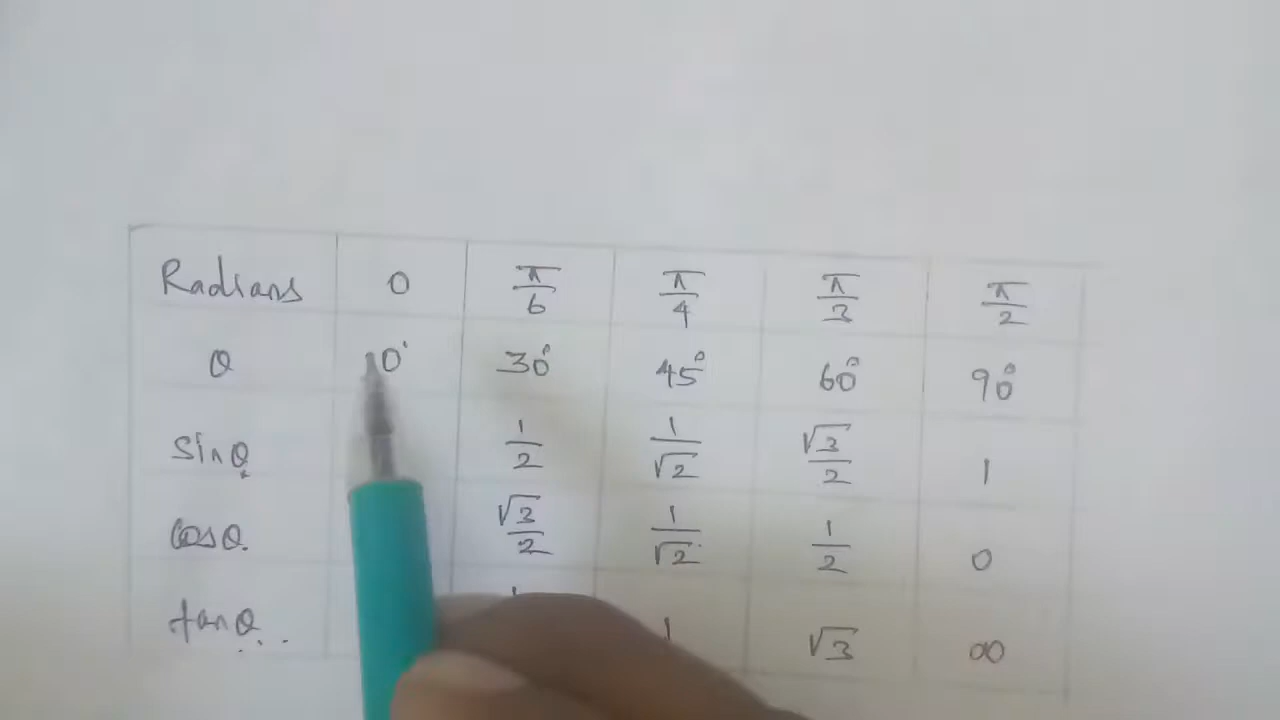 Radians 0 π/6 π/4 π/3 π/2
θ 0° 30° 45° 60° 90°
sinθ 1/2 1/√2 √3/2 1
cosθ √3/2 1/√2 1/2 0
tanθ 1 √3 ∞